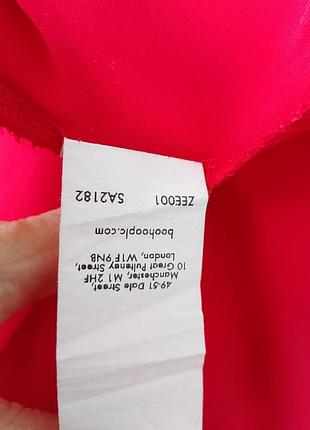 49-51 Dale Street,
Manchester, M1 2HF
10 Great Pulteney Street,
London, W1F 9NB
boohooplc.com
ZEE001 SA2182